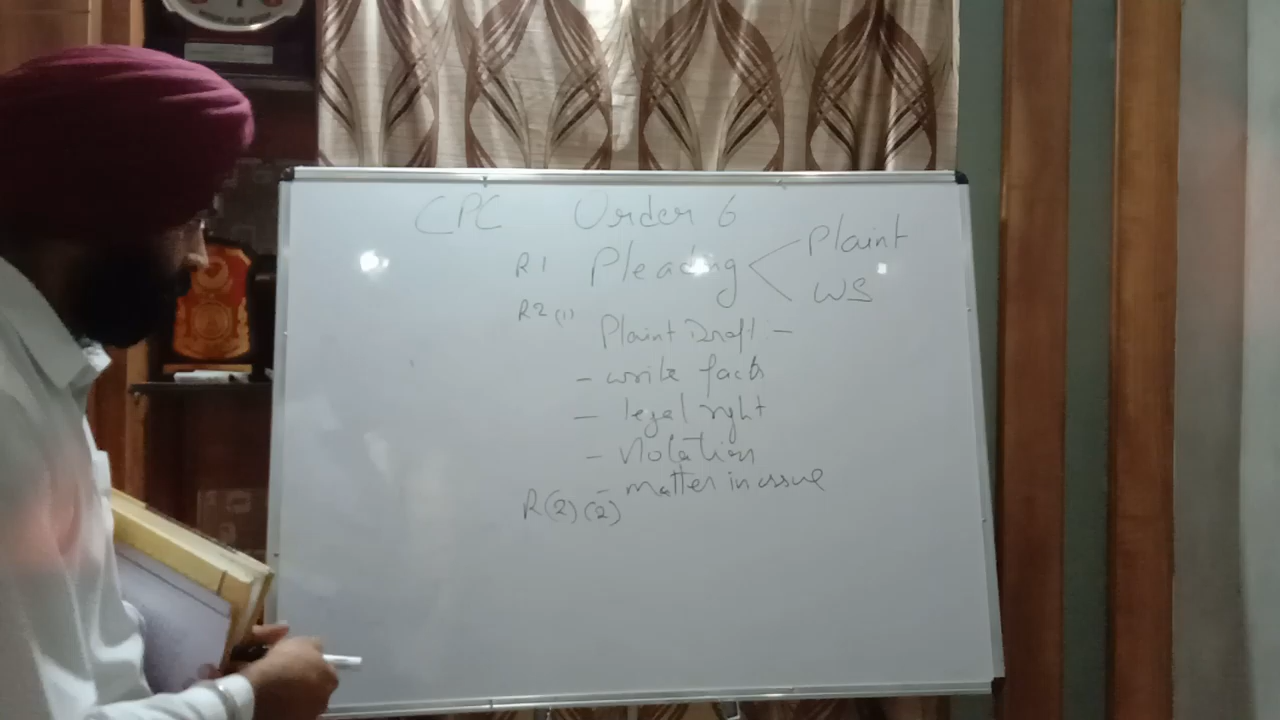 CPC Order 6
R1 Pleading Plaint
WS
R2 (1)
Plaint Draft -
- write facts
- legal right
- violation
- matter in issue
R(2) (2)